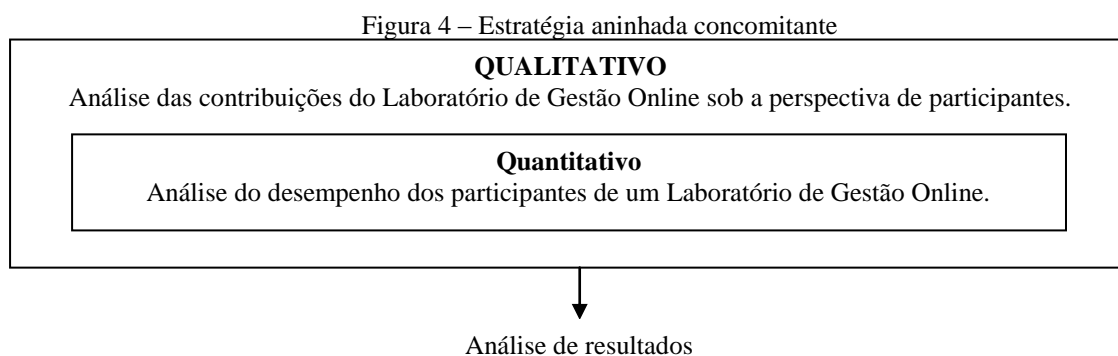 Figura 4 – Estratégia aninhada concomitante
QUALITATIVO
Análise das contribuições do Laboratório de Gestão Online sob a perspectiva de participantes.
Quantitativo
Análise do desempenho dos participantes de um Laboratório de Gestão Online.
Análise de resultados